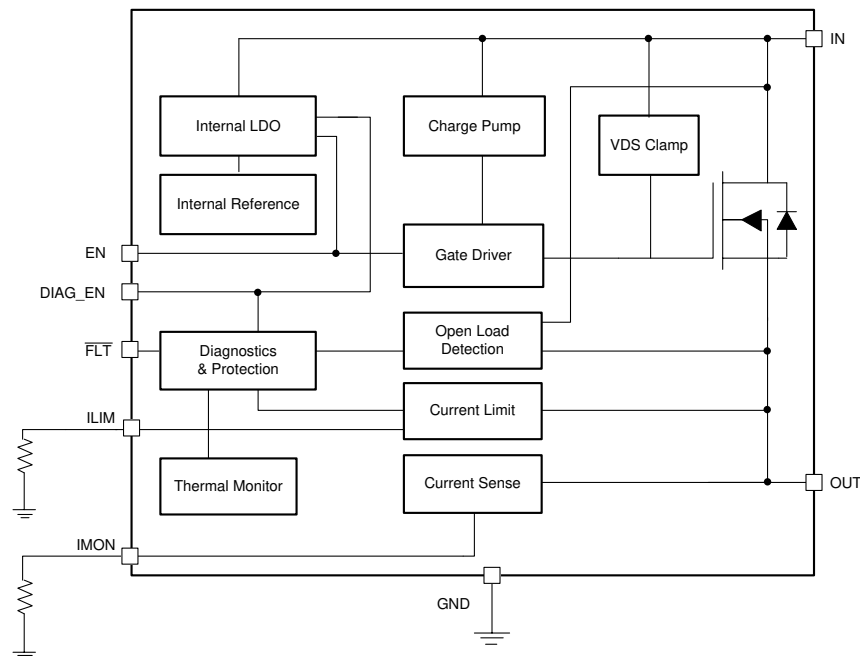 IN
Internal LDO
Charge Pump
VDS Clamp
Internal Reference
EN
Gate Driver
DIAG_EN
FLT
Diagnostics
& Protection
Open Load
Detection
ILIM
Current Limit
Thermal Monitor
Current Sense
OUT
IMON
GND